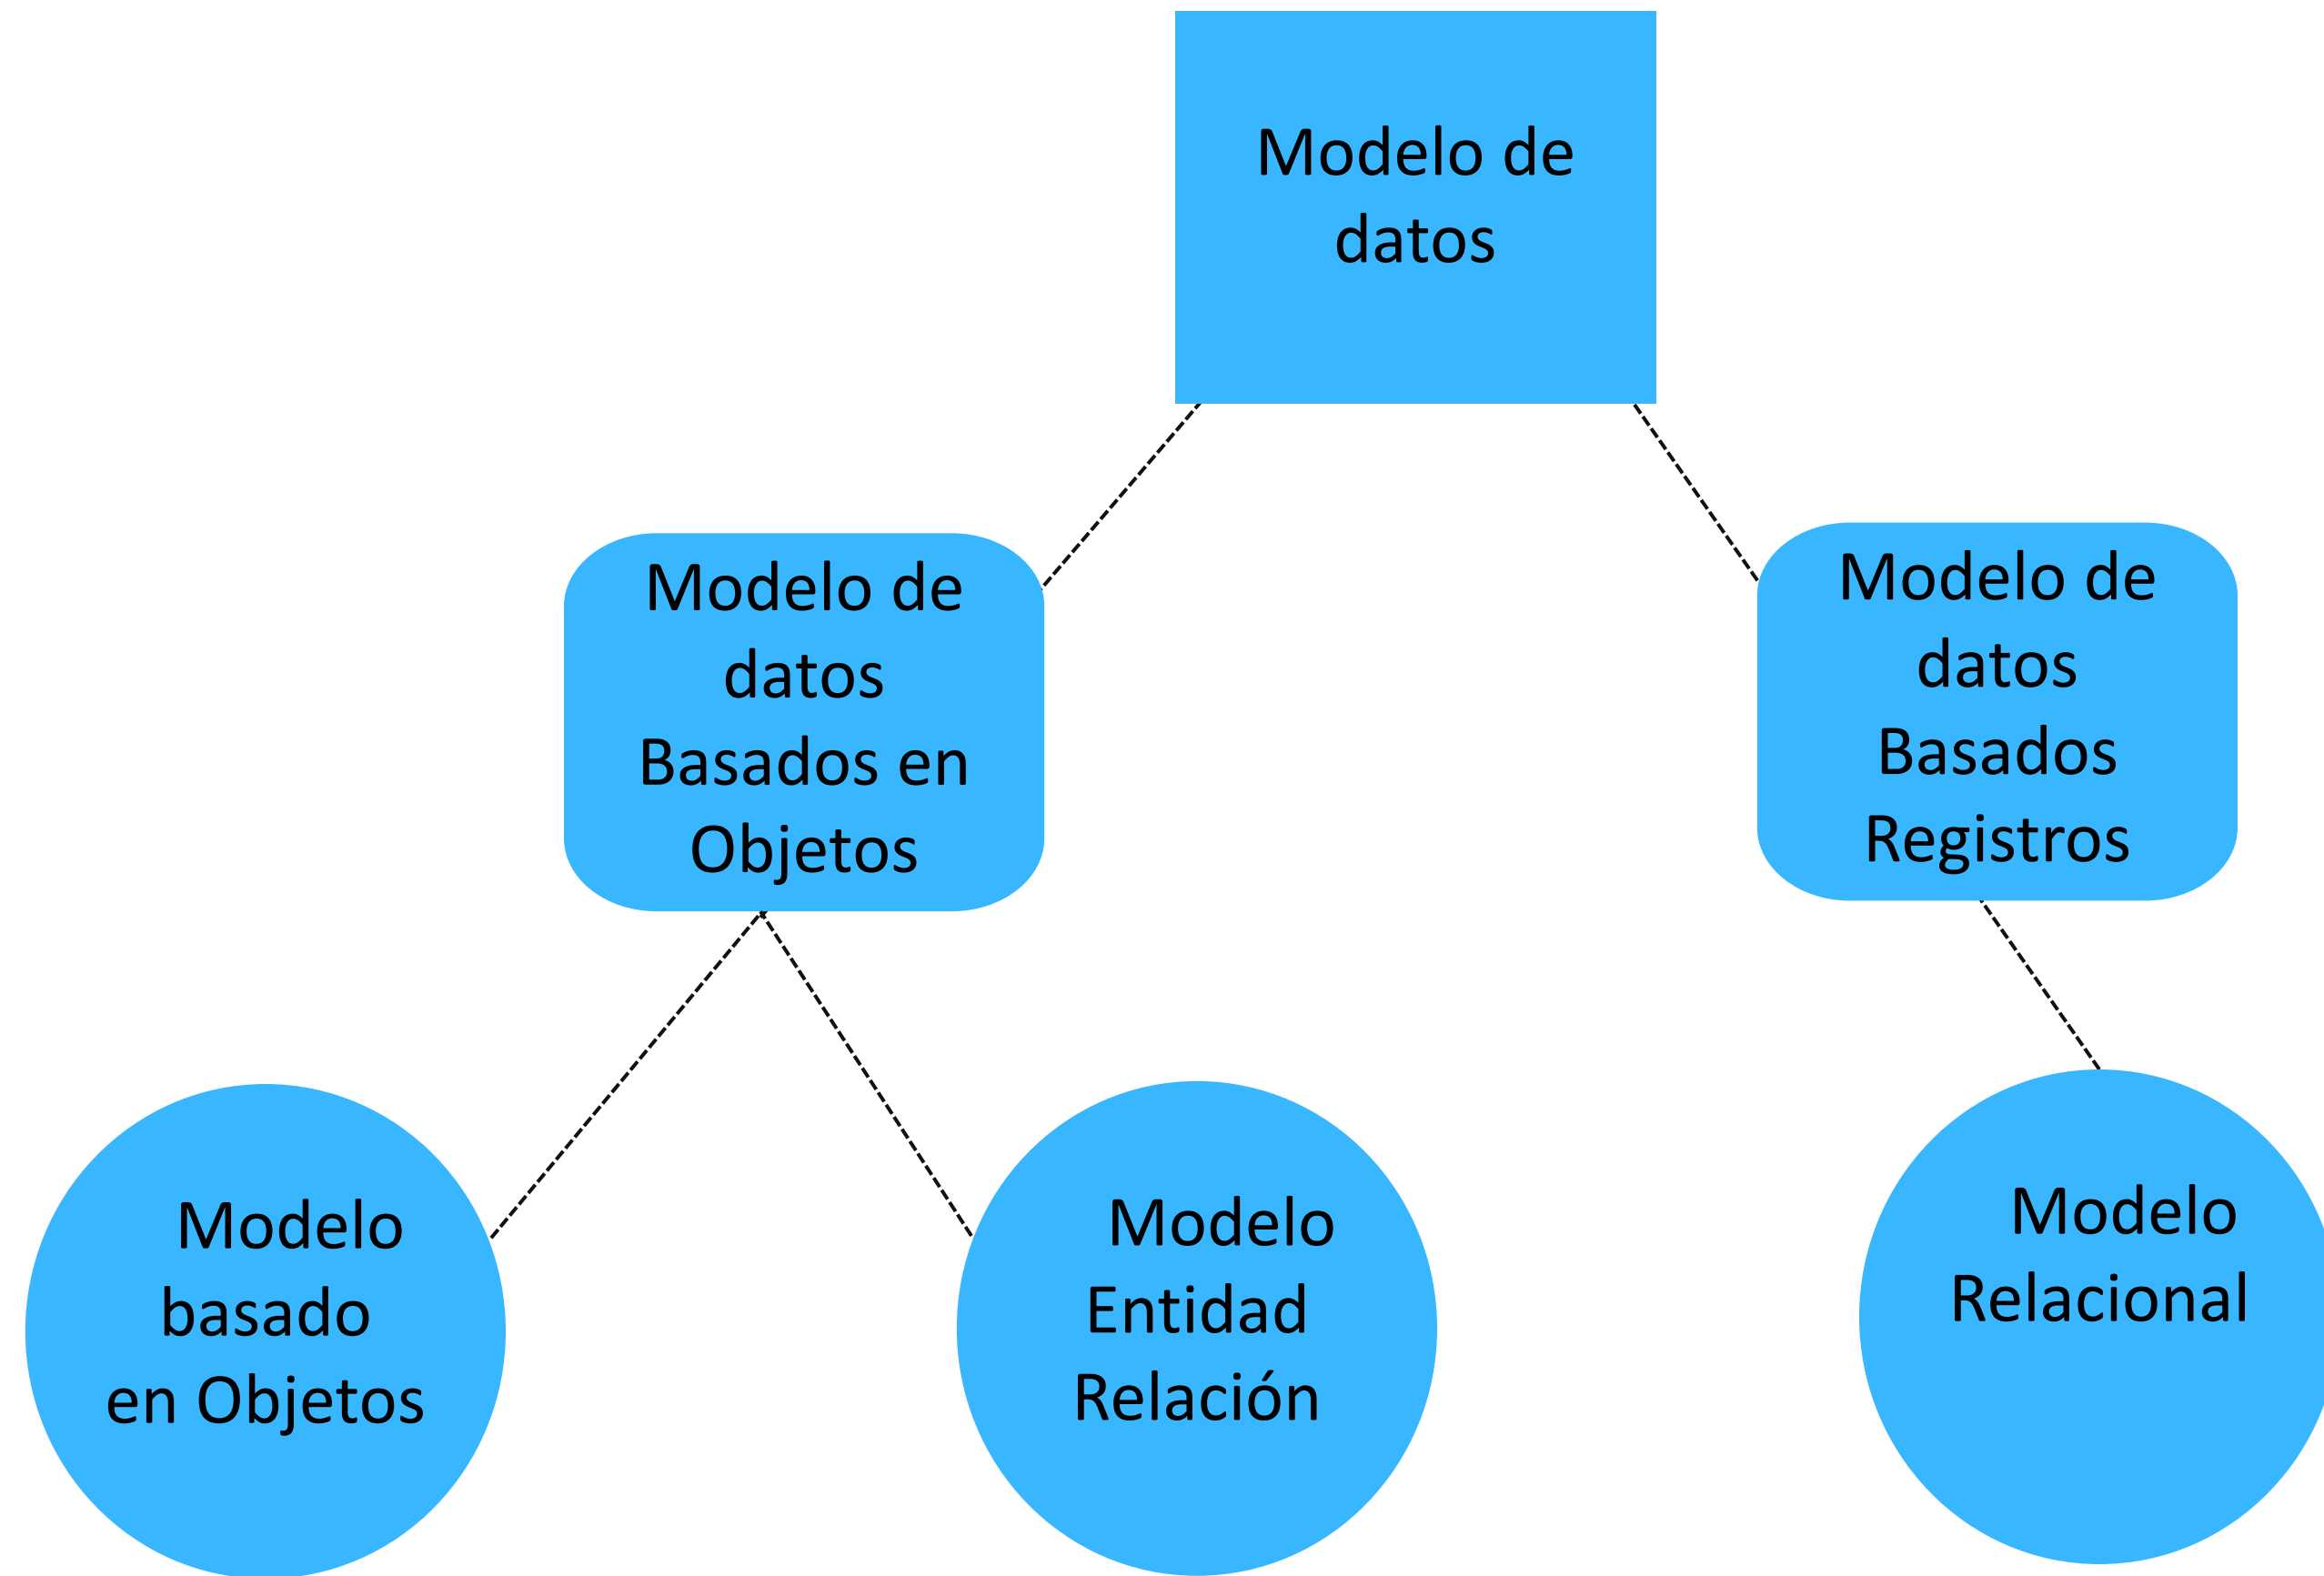 Modelo de
datos
Modelo de
datos
Basados en
Objetos
Modelo de
datos
Basados
Registros
Modelo
basado
en Objetos
Modelo
Entidad
Relación
Modelo
Relacional